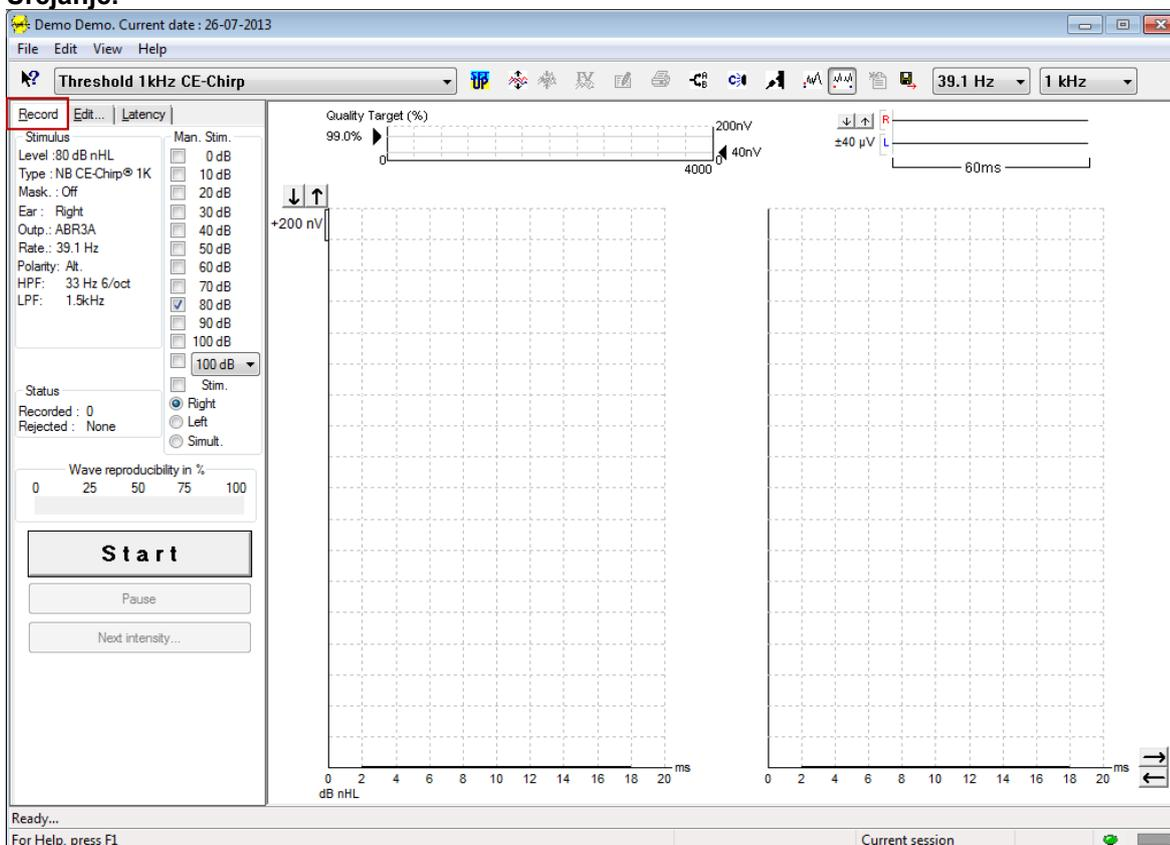 Urejanje.
Demo Demo. Current date : 26-07-2013
File Edit View Help
Threshold 1kHz CE-Chirp
39.1 Hz
1 kHz
Record Edit... Latency
Stimulus
Level :80 dB nHL
Type : NB CE-Chirp® 1K
Mask. : Off
Ear : Right
Outp.: ABR3A
Rate.: 39.1 Hz
Polarity: Alt.
HPF: 33 Hz 6/oct
LPF: 1.5kHz
Man. Stim.
0 dB
10 dB
20 dB
30 dB
40 dB
50 dB
60 dB
70 dB
80 dB
90 dB
100 dB
100 dB
Stim.
Right
Left
Simult.
Status
Recorded : 0
Rejected : None
Wave reproducibility in %
0 25 50 75 100
Start
Pause
Next intensity...
Quality Target (%)
99.0%
0
4000
200nV
0
40nV
R
±40 µV L
60ms
+200 nV
0 2 4 6 8 10 12 14 16 18 20 ms
dB nHL
0 2 4 6 8 10 12 14 16 18 20 ms
Ready...
For Help, press F1
Current session